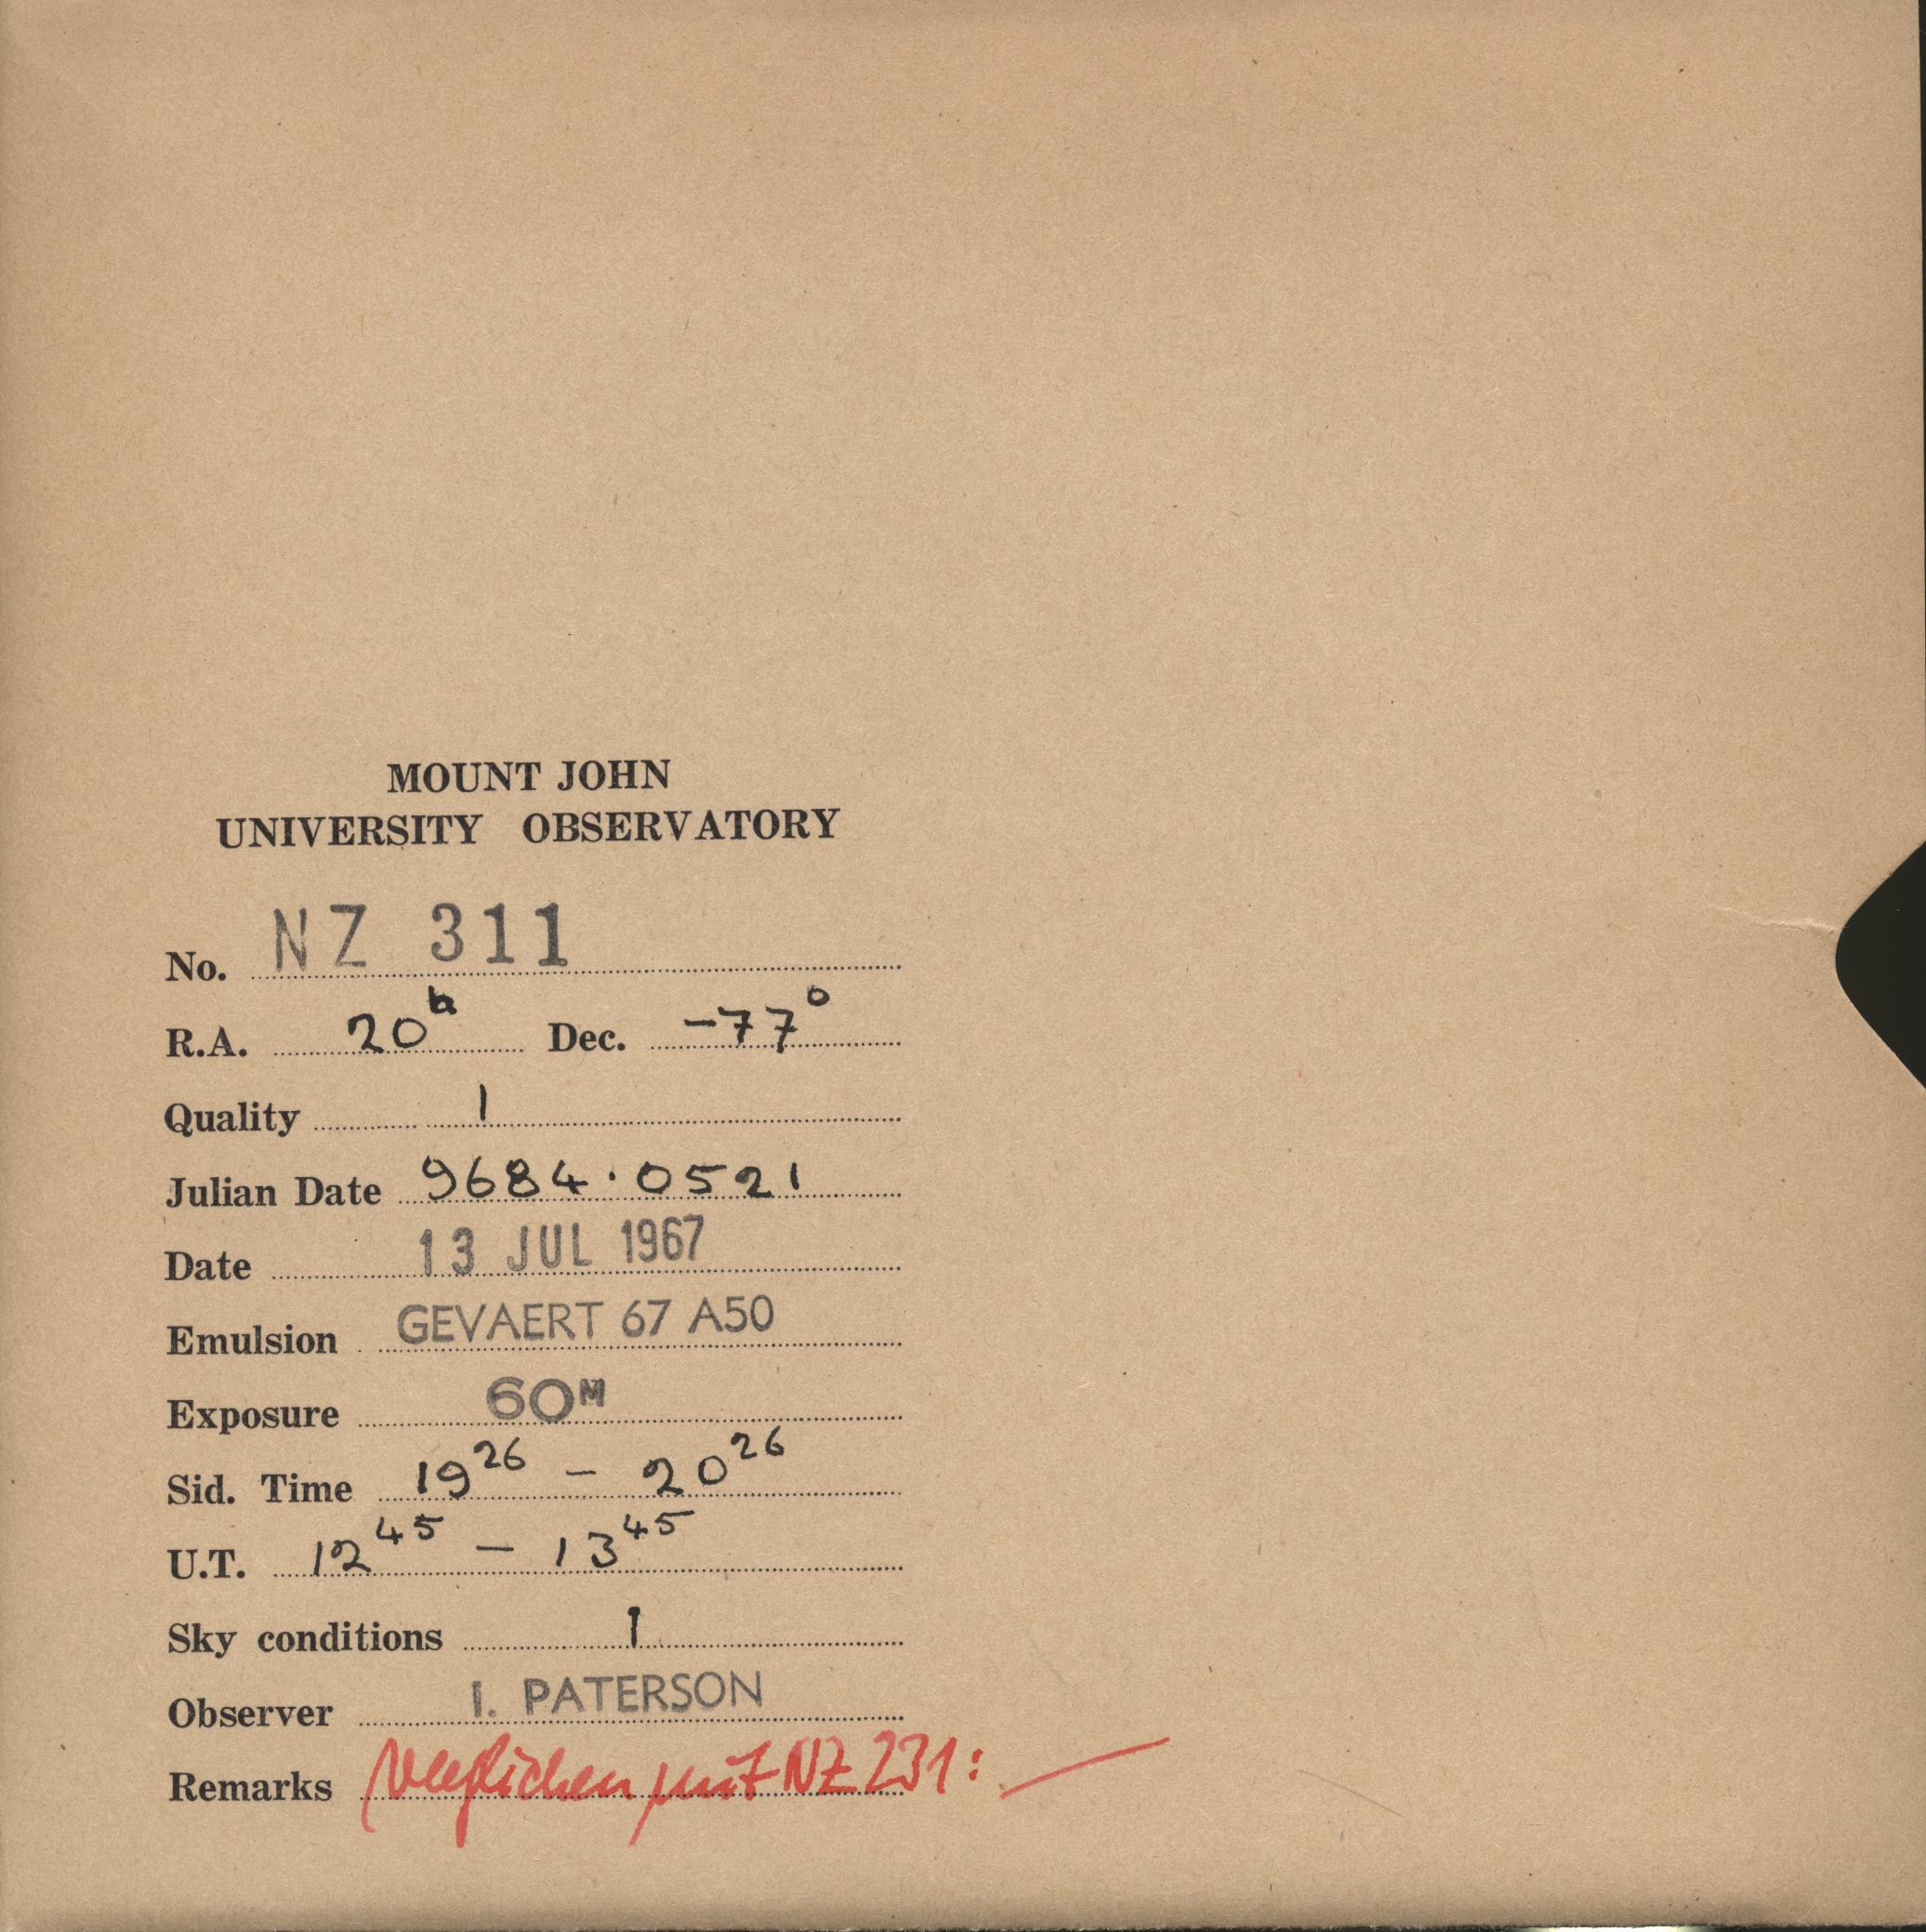 MOUNT JOHN
UNIVERSITY OBSERVATORY
No. NZ 311
R.A. 20h Dec. -77°
Quality 1
Julian Date 9684.0521
Date 13 JUL 1967
Emulsion GEVAERT 67 A50
Exposure 60M
Sid. Time 19 26 – 20 26
U.T. 12 45 – 13 45
Sky conditions 1
Observer I. PATERSON
Remarks verglichen mit NZ 231: —